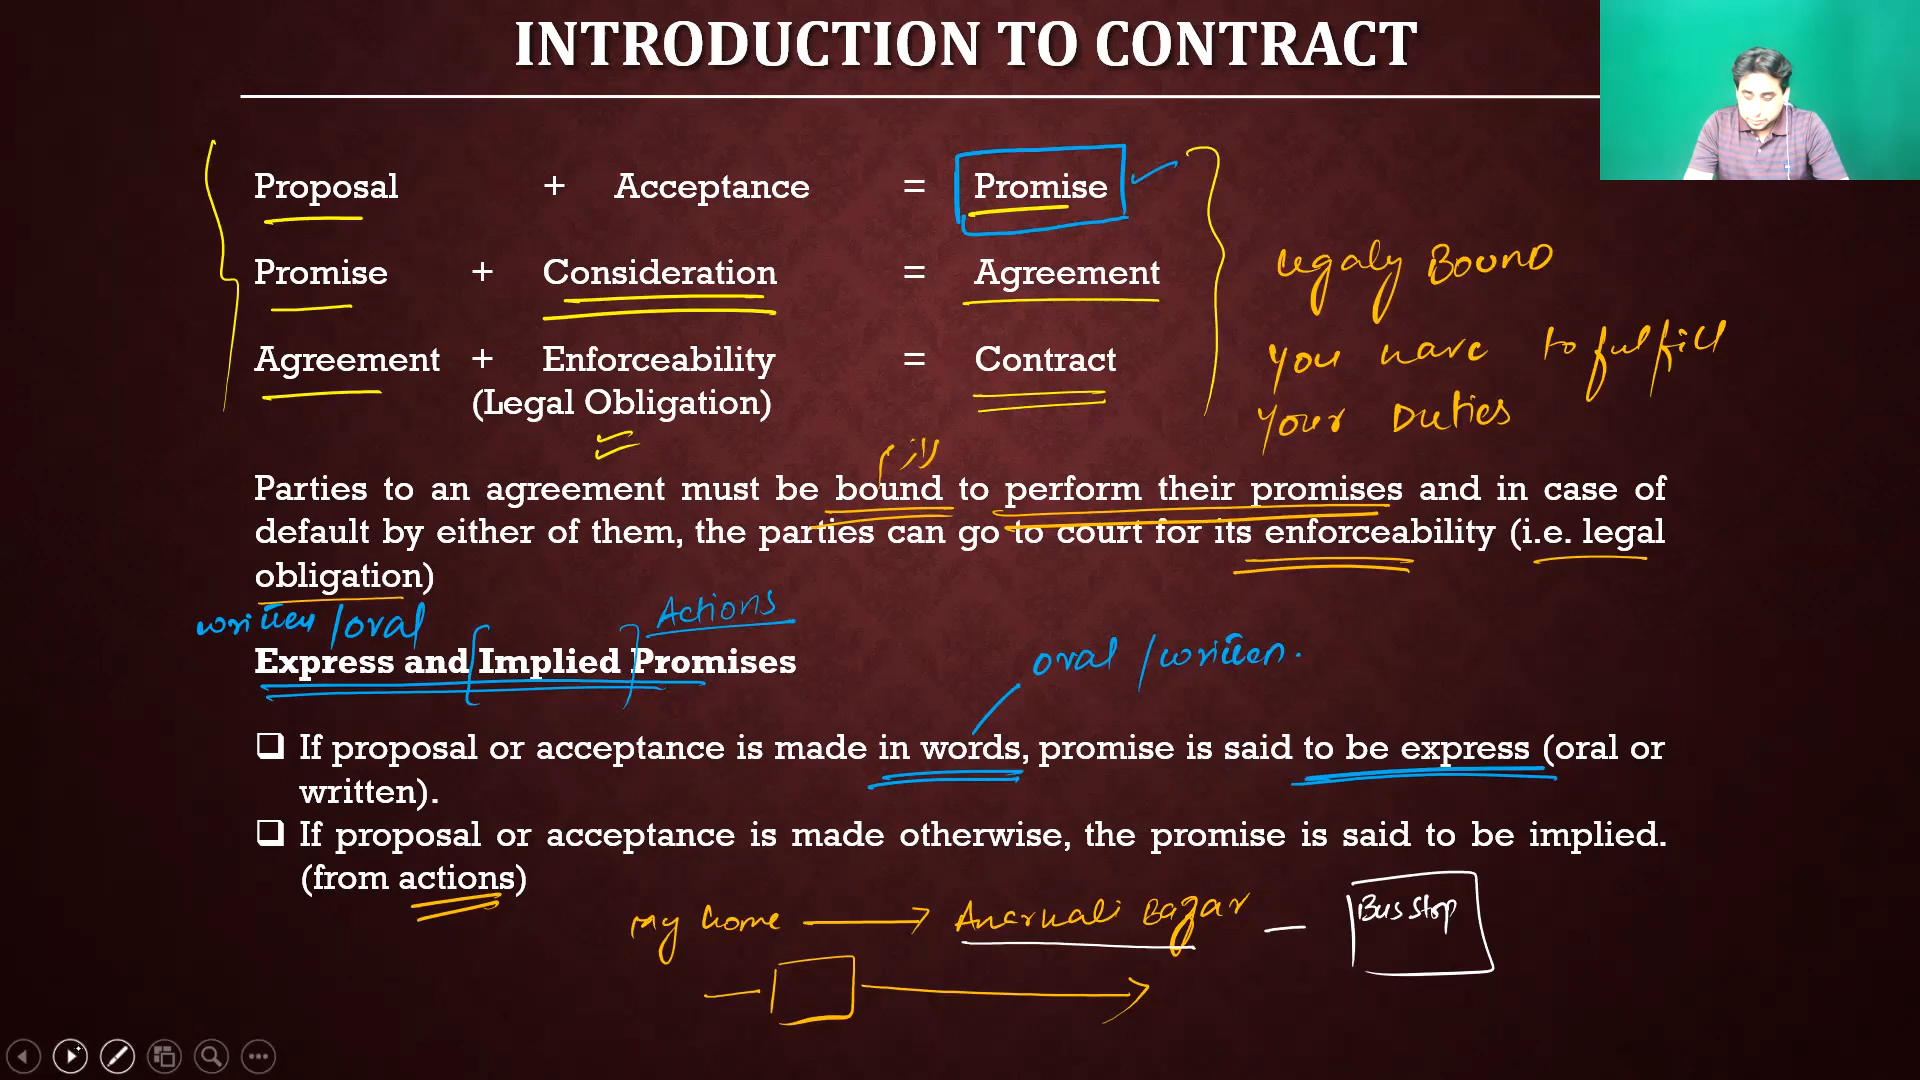 INTRODUCTION TO CONTRACT
Proposal + Acceptance = Promise
Promise + Consideration = Agreement
Legaly Bound
Agreement + Enforceability = Contract
You have to fulfill
(Legal Obligation)
Your Duties
لازم
Parties to an agreement must be bound to perform their promises and in case of
default by either of them, the parties can go to court for its enforceability (i.e. legal
obligation)
written/oral
Actions
Express and Implied Promises
oral/written.
If proposal or acceptance is made in words, promise is said to be express (oral or
written).
If proposal or acceptance is made otherwise, the promise is said to be implied.
(from actions)
My home Anarkali Bazar Bus Stop